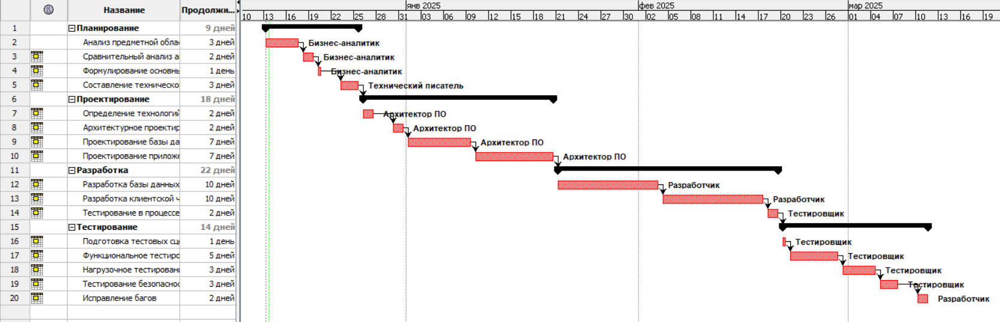 янв 2025 фев 2025 мар 2025
Название Продолжи... 10 13 16 19 22 25 28 31 03 06 09 12 15 18 21 24 27 30 02 05 08 11 14 17 20 23 26 01 04 07 10 13 16 19
1 Планирование 9 дней
2 Анализ предметной обла 3 дней Бизнес-аналитик
3 Сравнительный анализ а 2 дней Бизнес-аналитик
4 Формулирование основнь 1 день Бизнес-аналитик
5 Составление техническо 3 дней Технический писатель
6 Проектирование 18 дней
7 Определение технологий 2 дней Архитектор ПО
8 Архитектурное проектир 2 дней Архитектор ПО
9 Проектирование базы да 7 дней Архитектор ПО
10 Проектирование приложе 7 дней Архитектор ПО
11 Разработка 22 дней
12 Разработка базы данных 10 дней Разработчик
13 Разработка клиентской ч 10 дней Разработчик
14 Тестирование в процессе 2 дней Тестировщик
15 Тестирование 14 дней
16 Подготовка тестовых сц 1 день Тестировщик
17 Функциональное тестиро 5 дней Тестировщик
18 Нагрузочное тестирован 3 дней Тестировщик
19 Тестирование безопаснос 3 дней Тестировщик
20 Исправление багов 2 дней Разработчик